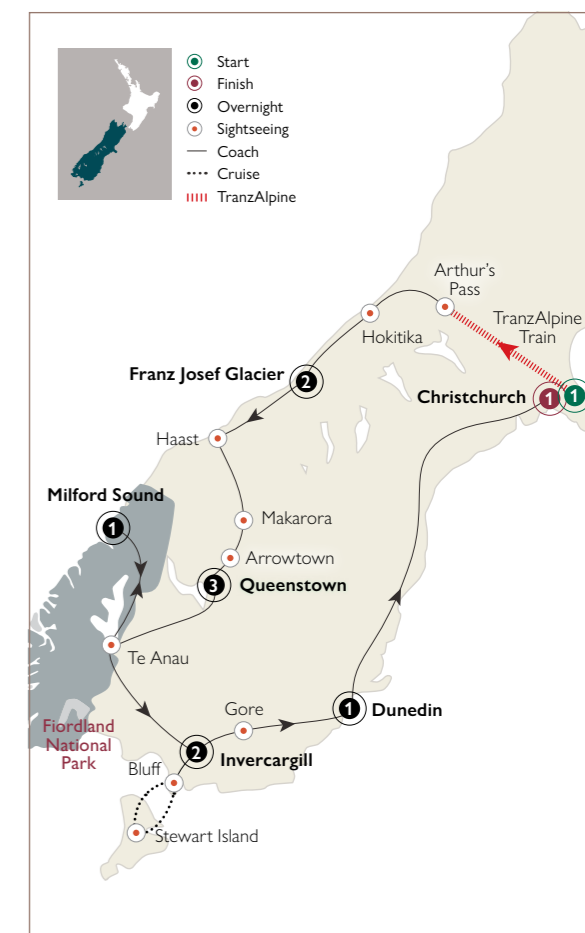 Start
Finish
Overnight
Sightseeing
Coach
Cruise
TranzAlpine
Arthur's
Pass
TranzAlpine
Train
Hokitika
Franz Josef Glacier
2
Christchurch
1
1
Haast
Milford Sound
1
Makarora
Arrowtown
3
Queenstown
Te Anau
Fiordland
National
Park
Gore
1
Dunedin
2
Invercargill
Bluff
Stewart Island